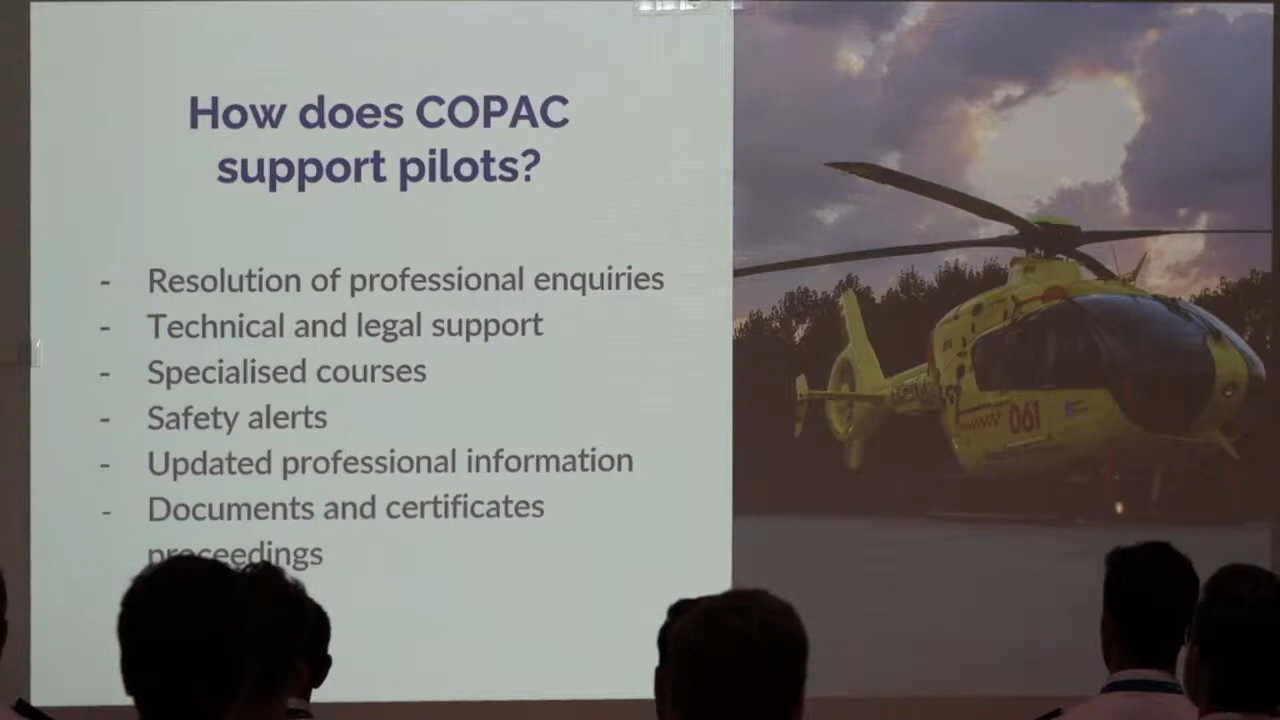 How does COPAC
support pilots?
- Resolution of professional enquiries
- Technical and legal support
- Specialised courses
- Safety alerts
- Updated professional information
- Documents and certificates
proceedings
061